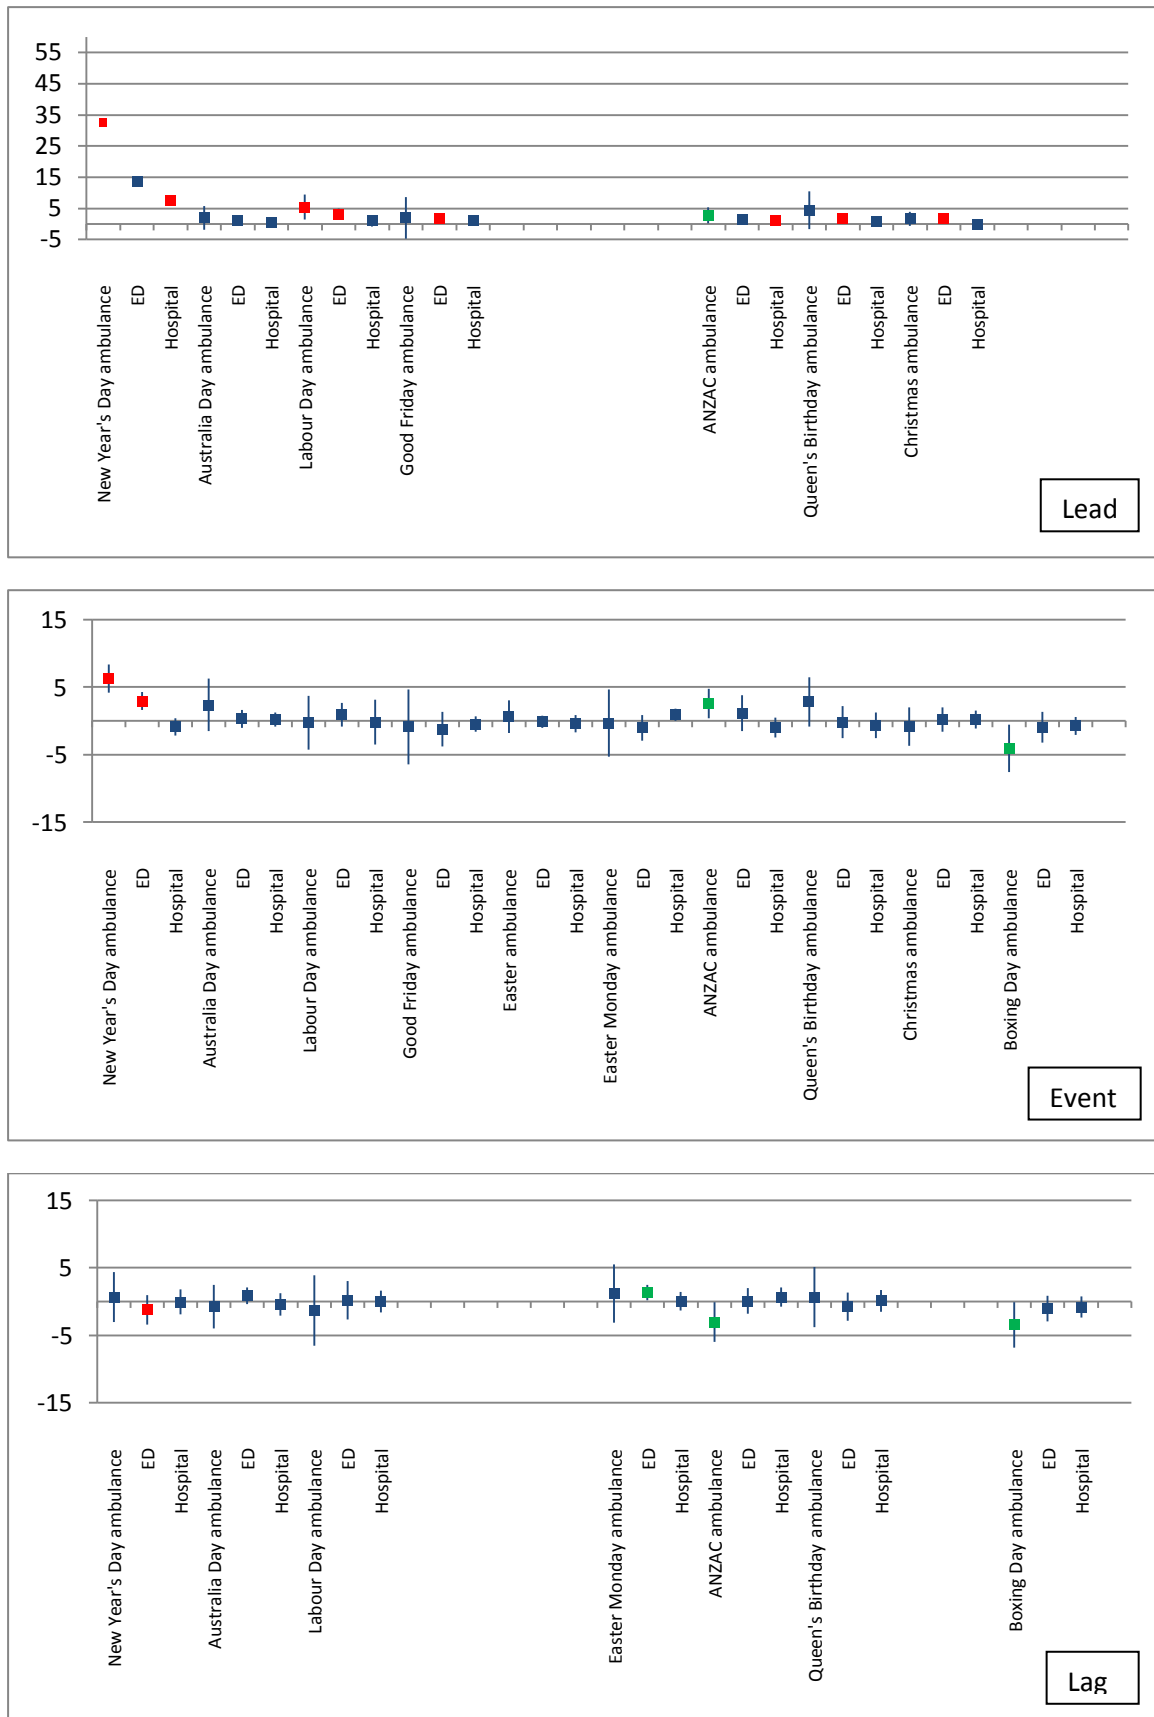 55
45
35
25
15
5
-5
New Year's Day ambulance
ED
Hospital
Australia Day ambulance
ED
Hospital
Labour Day ambulance
ED
Hospital
Good Friday ambulance
ED
Hospital
ANZAC ambulance
ED
Hospital
Queen's Birthday ambulance
ED
Hospital
Christmas ambulance
ED
Hospital
Lead
15
5
-5
-15
New Year's Day ambulance
ED
Hospital
Australia Day ambulance
ED
Hospital
Labour Day ambulance
ED
Hospital
Good Friday ambulance
ED
Hospital
Easter ambulance
ED
Hospital
Easter Monday ambulance
ED
Hospital
ANZAC ambulance
ED
Hospital
Queen's Birthday ambulance
ED
Hospital
Christmas ambulance
ED
Hospital
Boxing Day ambulance
ED
Hospital
Event
15
5
-5
-15
New Year's Day ambulance
ED
Hospital
Australia Day ambulance
ED
Hospital
Labour Day ambulance
ED
Hospital
Easter Monday ambulance
ED
Hospital
ANZAC ambulance
ED
Hospital
Queen's Birthday ambulance
ED
Hospital
Boxing Day ambulance
ED
Hospital
Lag